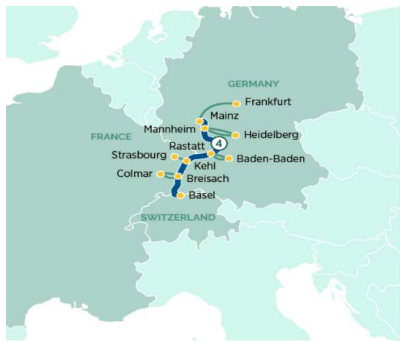 GERMANY
Frankfurt
Mainz
FRANCE
Mannheim
Heidelberg
4
Rastatt
Strasbourg
Baden-Baden
Kehl
Colmar
Breisach
Basel
SWITZERLAND